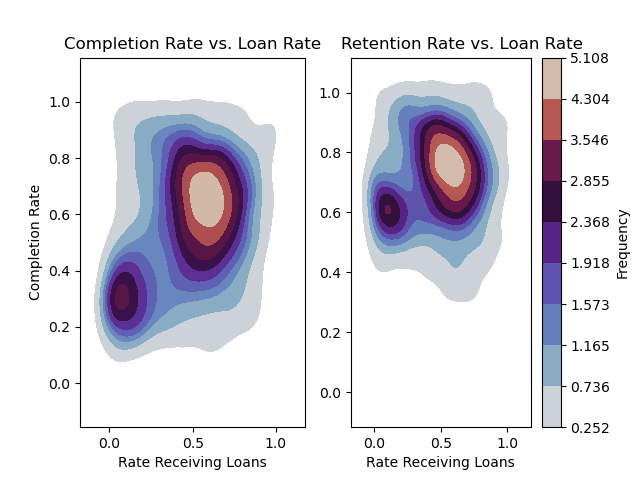 Completion Rate vs. Loan Rate
Retention Rate vs. Loan Rate
Completion Rate
1.0
0.8
0.6
0.4
0.2
0.0
0.0 0.5 1.0
Rate Receiving Loans
1.0
0.8
0.6
0.4
0.2
0.0
0.0 0.5 1.0
Rate Receiving Loans
5.108
4.304
3.546
2.855
2.368
1.918
1.573
1.165
0.736
0.252
Frequency